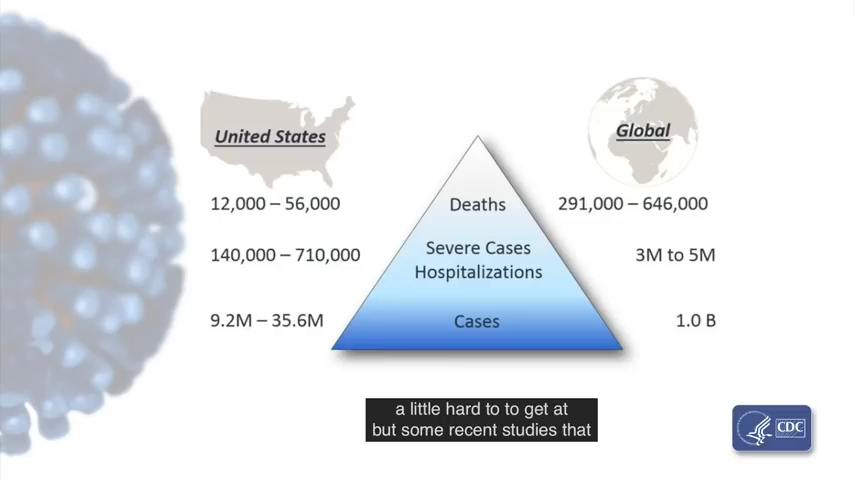 United States
Global
12,000 – 56,000
Deaths
291,000 – 646,000
140,000 – 710,000
Severe Cases
Hospitalizations
3M to 5M
9.2M – 35.6M
Cases
1.0 B
a little hard to to get at
but some recent studies that
CDC